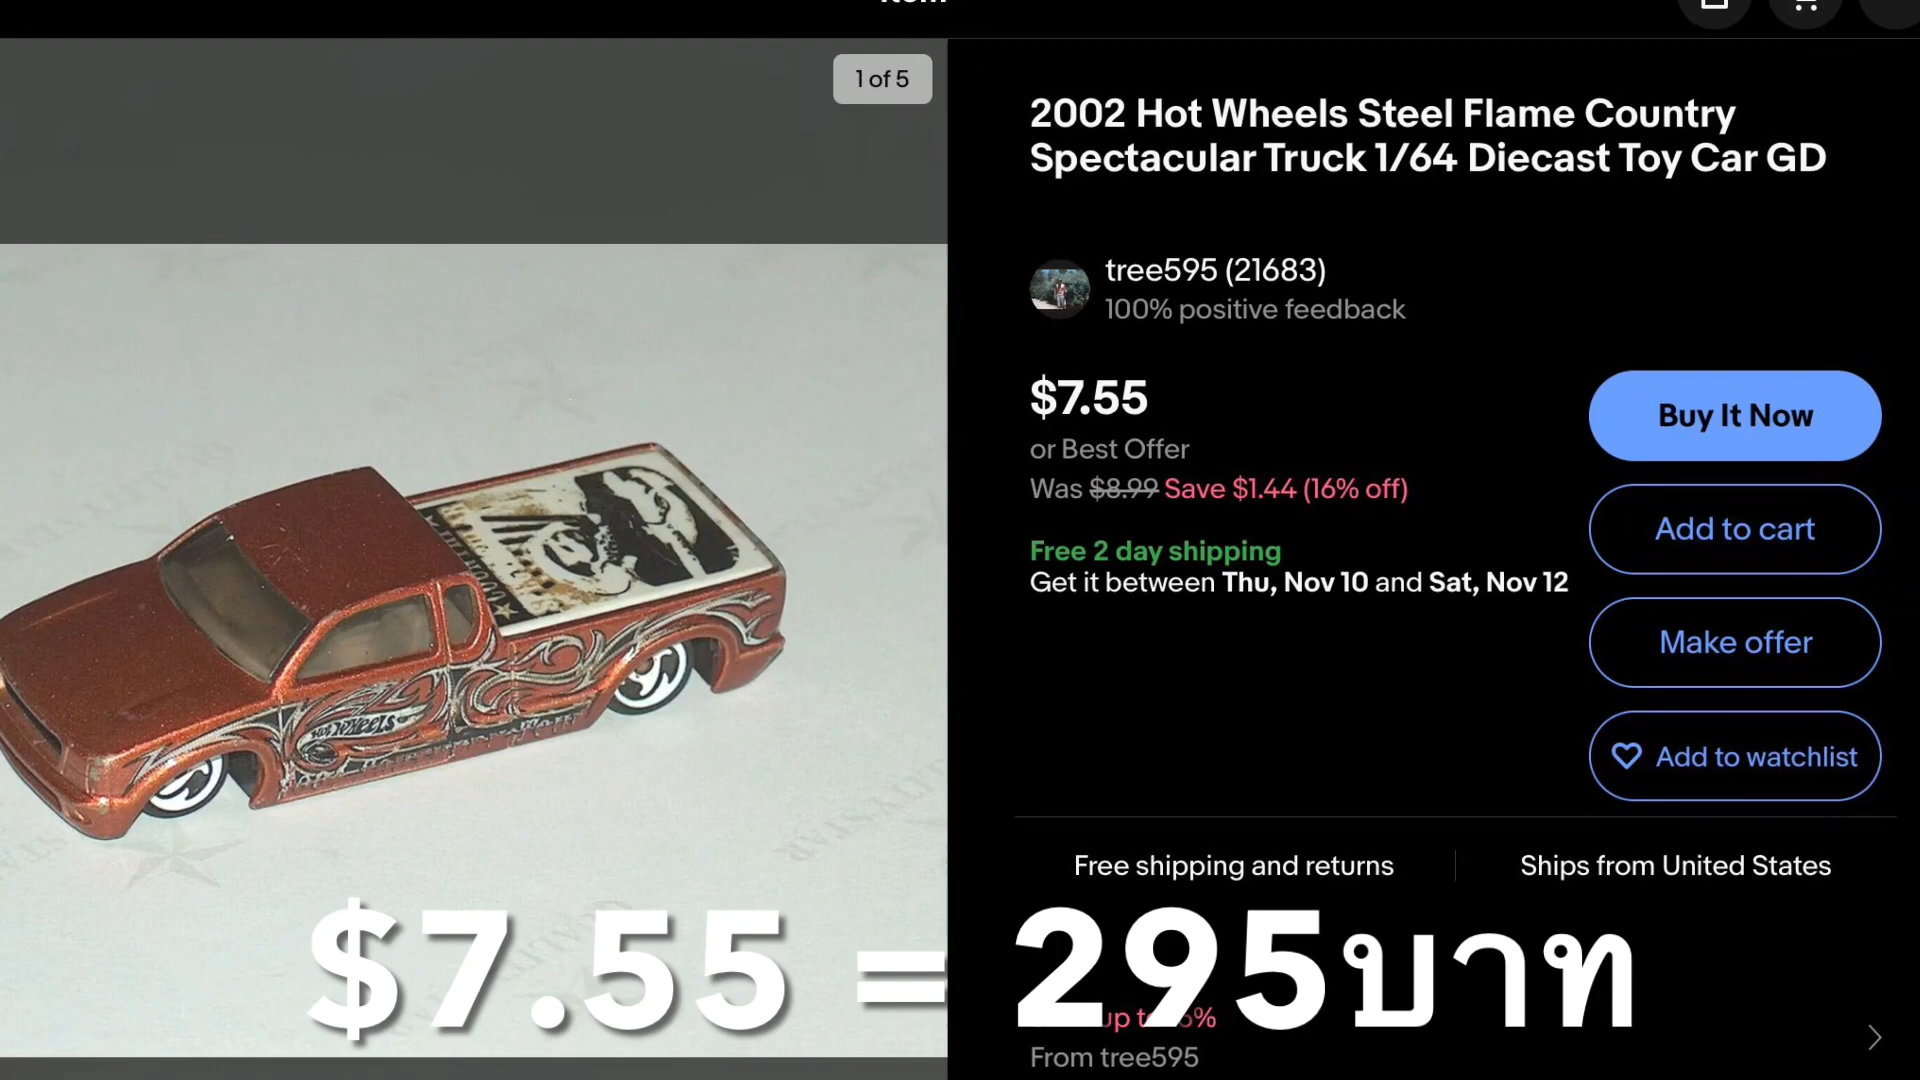 1 of 5
2002 Hot Wheels Steel Flame Country
Spectacular Truck 1/64 Diecast Toy Car GD
tree595 (21683)
100% positive feedback
$7.55
or Best Offer
Was $8.99 Save $1.44 (16% off)
Free 2 day shipping
Get it between Thu, Nov 10 and Sat, Nov 12
Buy It Now
Add to cart
Make offer
Add to watchlist
Free shipping and returns
Ships from United States
HOT WHEELS
$7.55 = 295บาท
up to
From tree595